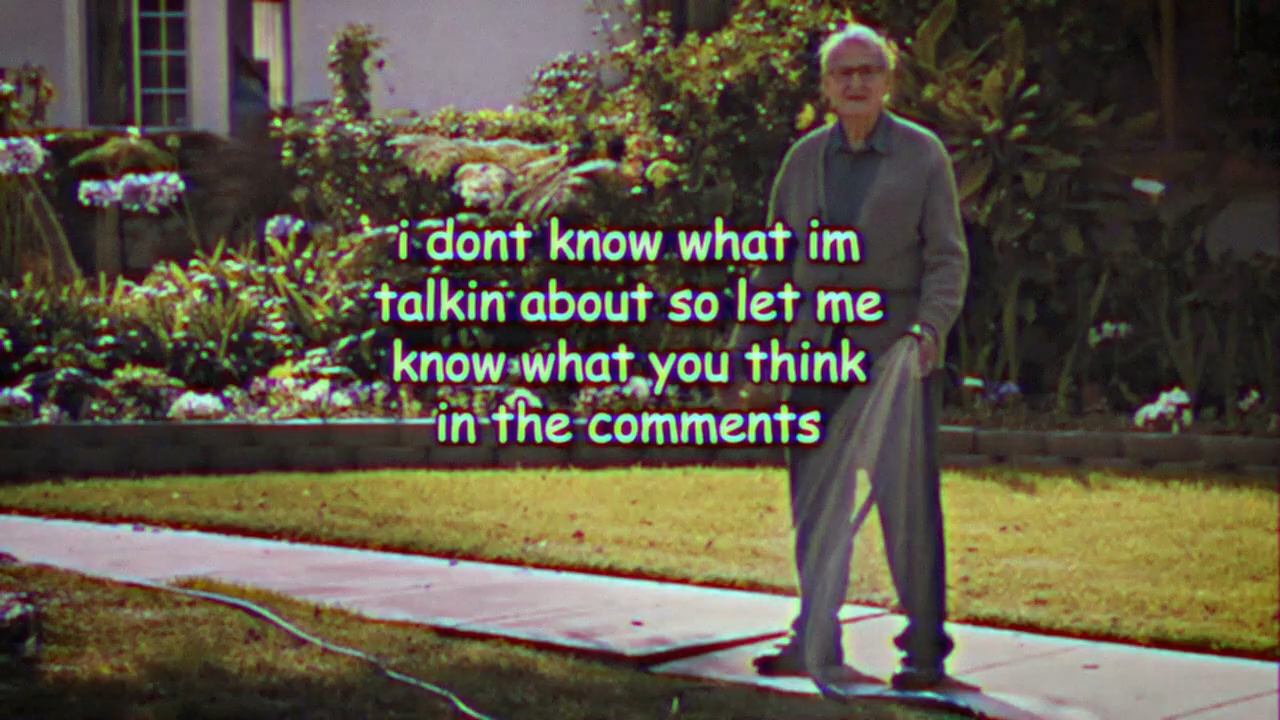 i dont know what im
talkin about so let me
know what you think
in the comments